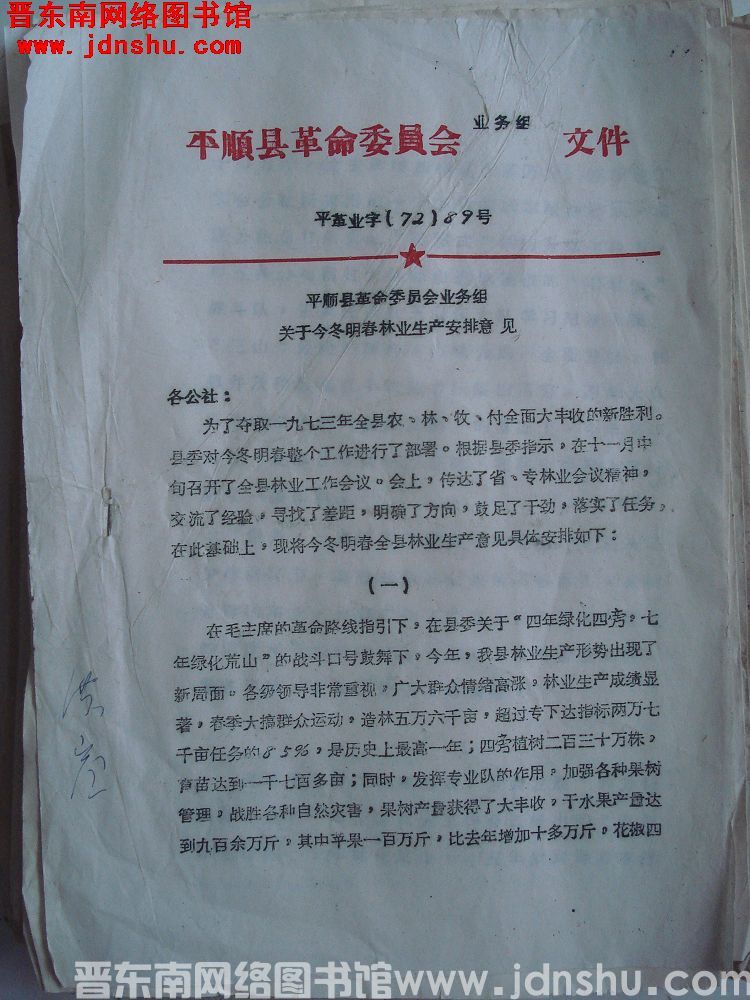 晋东南网络图书馆
www.jdnshu.com
平顺县革命委員会 业务组 文件
平革业字(72)89号
平顺县革命委员会业务组
关于今冬明春林业生产安排意 见
各公社：
为了夺取一九七三年全县农、林、牧、付全面大丰收的新胜利。
县委对今冬明春整个工作进行了部署。根据县委指示，在十一月中
旬召开了全县林业工作会议。会上，传达了省、专林业会议精神，
交流了经验，寻找了差距，明确了方向，鼓足了干劲，落实了任务。
在此基础上，现将今冬明春全县林业生产意见具体安排如下：
(一)
在毛主席的革命路线指引下，在县委关于“四年绿化四旁，七
年绿化荒山”的战斗口号鼓舞下，今年，我县林业生产形势出现了
新局面。各级领导非常重视，广大群众情绪高涨，林业生产成绩显
著，春季大搞群众运动，造林五万六千亩，超过专下达指标两万七
千亩任务的85%，是历史上最高一年；四旁植树二百三十万株。
育苗达到一千七百多亩；同时，发挥专业队的作用。加强各种果树
管理。战胜各种自然灾害，果树产量获得了大丰收，干水果产量达
到九百余万斤。其中苹果一百万斤，比去年增加十多万斤。花椒四
晋东南网络图书馆www.jdnshu.com